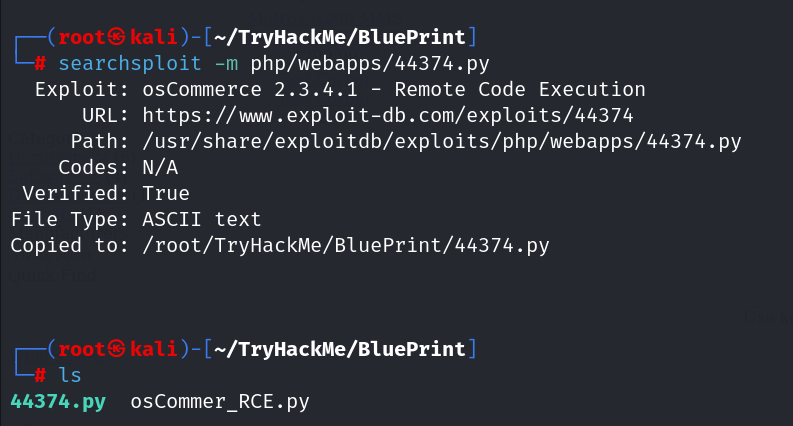 ┌──(root㉿kali)-[~/TryHackMe/BluePrint]
└─# searchsploit -m php/webapps/44374.py
  Exploit: osCommerce 2.3.4.1 - Remote Code Execution
      URL: https://www.exploit-db.com/exploits/44374
     Path: /usr/share/exploitdb/exploits/php/webapps/44374.py
    Codes: N/A
 Verified: True
File Type: ASCII text
Copied to: /root/TryHackMe/BluePrint/44374.py
┌──(root㉿kali)-[~/TryHackMe/BluePrint]
└─# ls
44374.py  osCommer_RCE.py